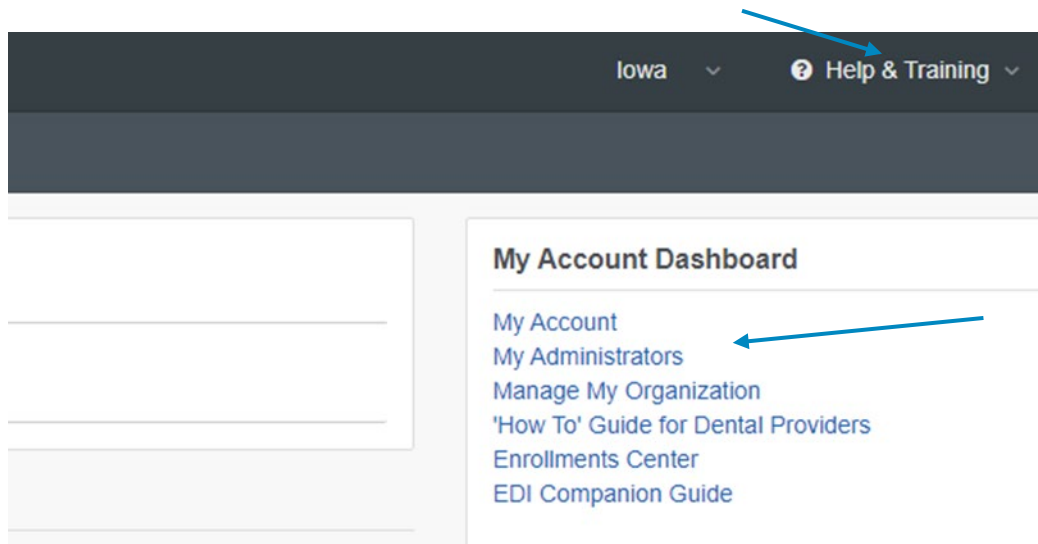 Iowa
Help & Training
My Account Dashboard
My Account
My Administrators
Manage My Organization
'How To' Guide for Dental Providers
Enrollments Center
EDI Companion Guide